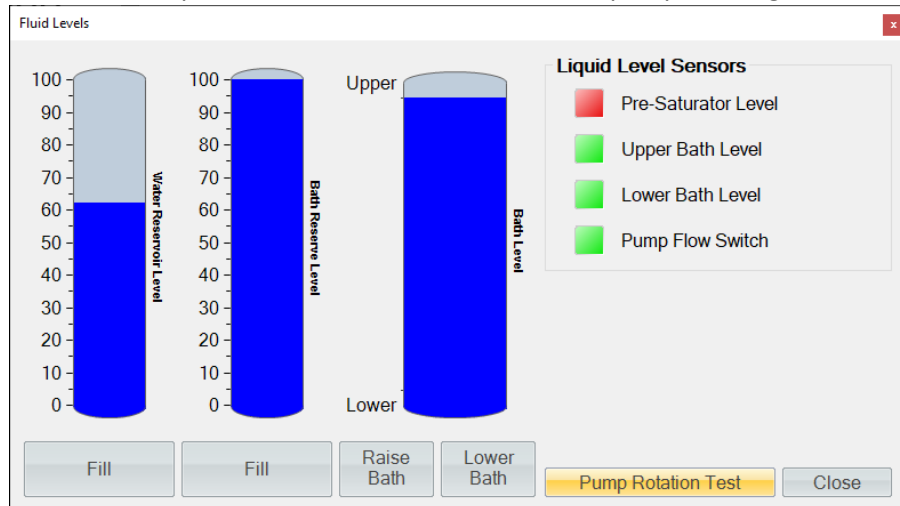 Fluid Levels
x
100
90
80
70
60
50
40
30
20
10
0
Water Reservoir Level
Fill
100
90
80
70
60
50
40
30
20
10
0
Bath Reserve Level
Fill
Upper
Lower
Bath Level
Raise
Bath
Lower
Bath
Liquid Level Sensors
Pre-Saturator Level
Upper Bath Level
Lower Bath Level
Pump Flow Switch
Pump Rotation Test
Close